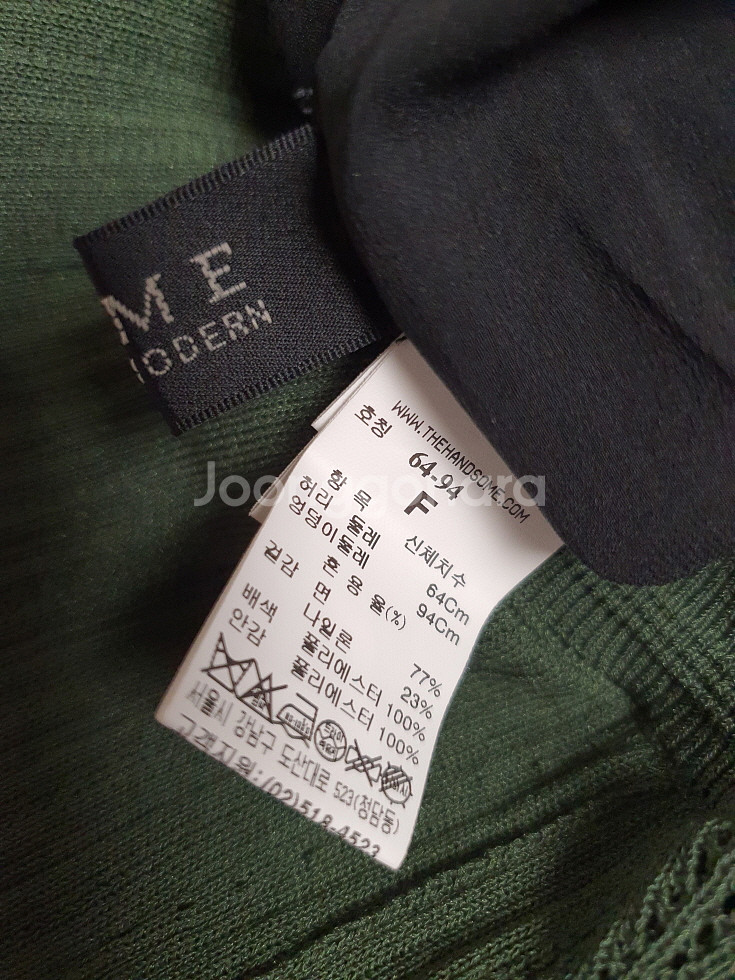 ME
MODERN
WWW.THEHANDSOME.COM
호칭 64-94
F
항 목 신체치수
허리 둘레 64Cm
엉덩이둘레 94Cm
혼 용 율(%)
겉감 면 77%
나일론 23%
배색 폴리에스터 100%
안감 폴리에스터 100%
서울시 강남구 도산대로 523(청담동)
고객지원:(02)518-4523
Joonggonara